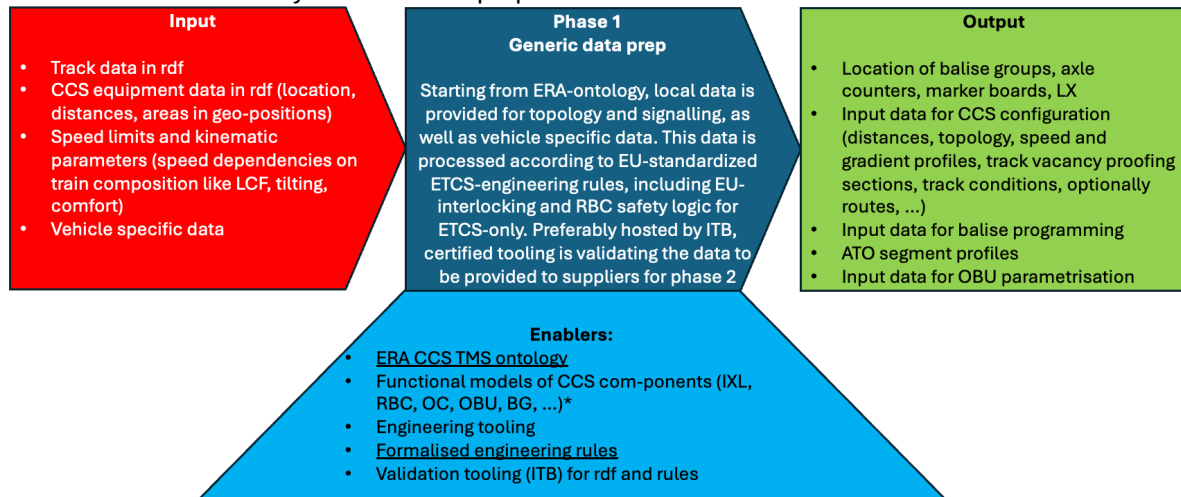 Input
• Track data in rdf
• CCS equipment data in rdf (location,
distances, areas in geo-positions)
• Speed limits and kinematic
parameters (speed dependencies on
train composition like LCF, tilting,
comfort)
• Vehicle specific data
Phase 1
Generic data prep
Starting from ERA-ontology, local data is
provided for topology and signalling, as
well as vehicle specific data. This data is
processed according to EU-standardized
ETCS-engineering rules, including EU-
interlocking and RBC safety logic for
ETCS-only. Preferably hosted by ITB,
certified tooling is validating the data to
be provided to suppliers for phase 2
Output
• Location of balise groups, axle
counters, marker boards, LX
• Input data for CCS configuration
(distances, topology, speed and
gradient profiles, track vacancy proofing
sections, track conditions, optionally
routes, ...)
• Input data for balise programming
• ATO segment profiles
• Input data for OBU parametrisation
Enablers:
• ERA CCS TMS ontology
• Functional models of CCS com-ponents (IXL,
RBC, OC, OBU, BG, ...)*
• Engineering tooling
• Formalised engineering rules
• Validation tooling (ITB) for rdf and rules